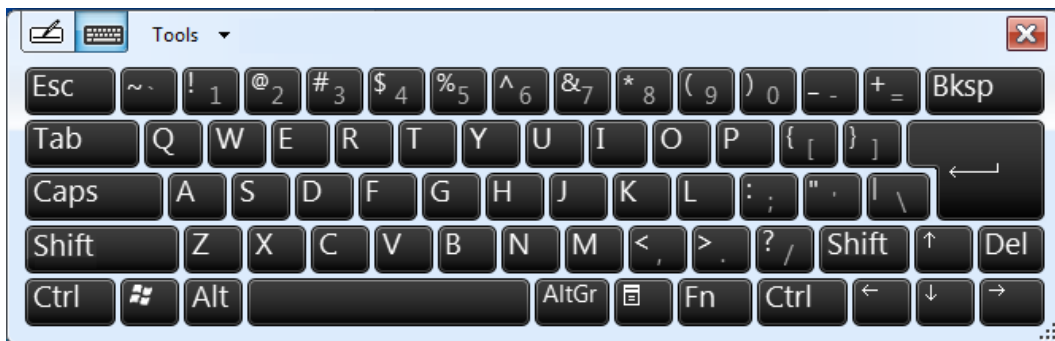 Tools
Esc ~ ` ! 1 @ 2 # 3 $ 4 % 5 ^ 6 & 7 * 8 ( 9 ) 0 _ - + = Bksp
Tab Q W E R T Y U I O P { [ } ]
Caps A S D F G H J K L : ; " ' | \
Shift Z X C V B N M < , > . ? / Shift ↑ Del
Ctrl Alt AltGr Fn Ctrl ← ↓ →